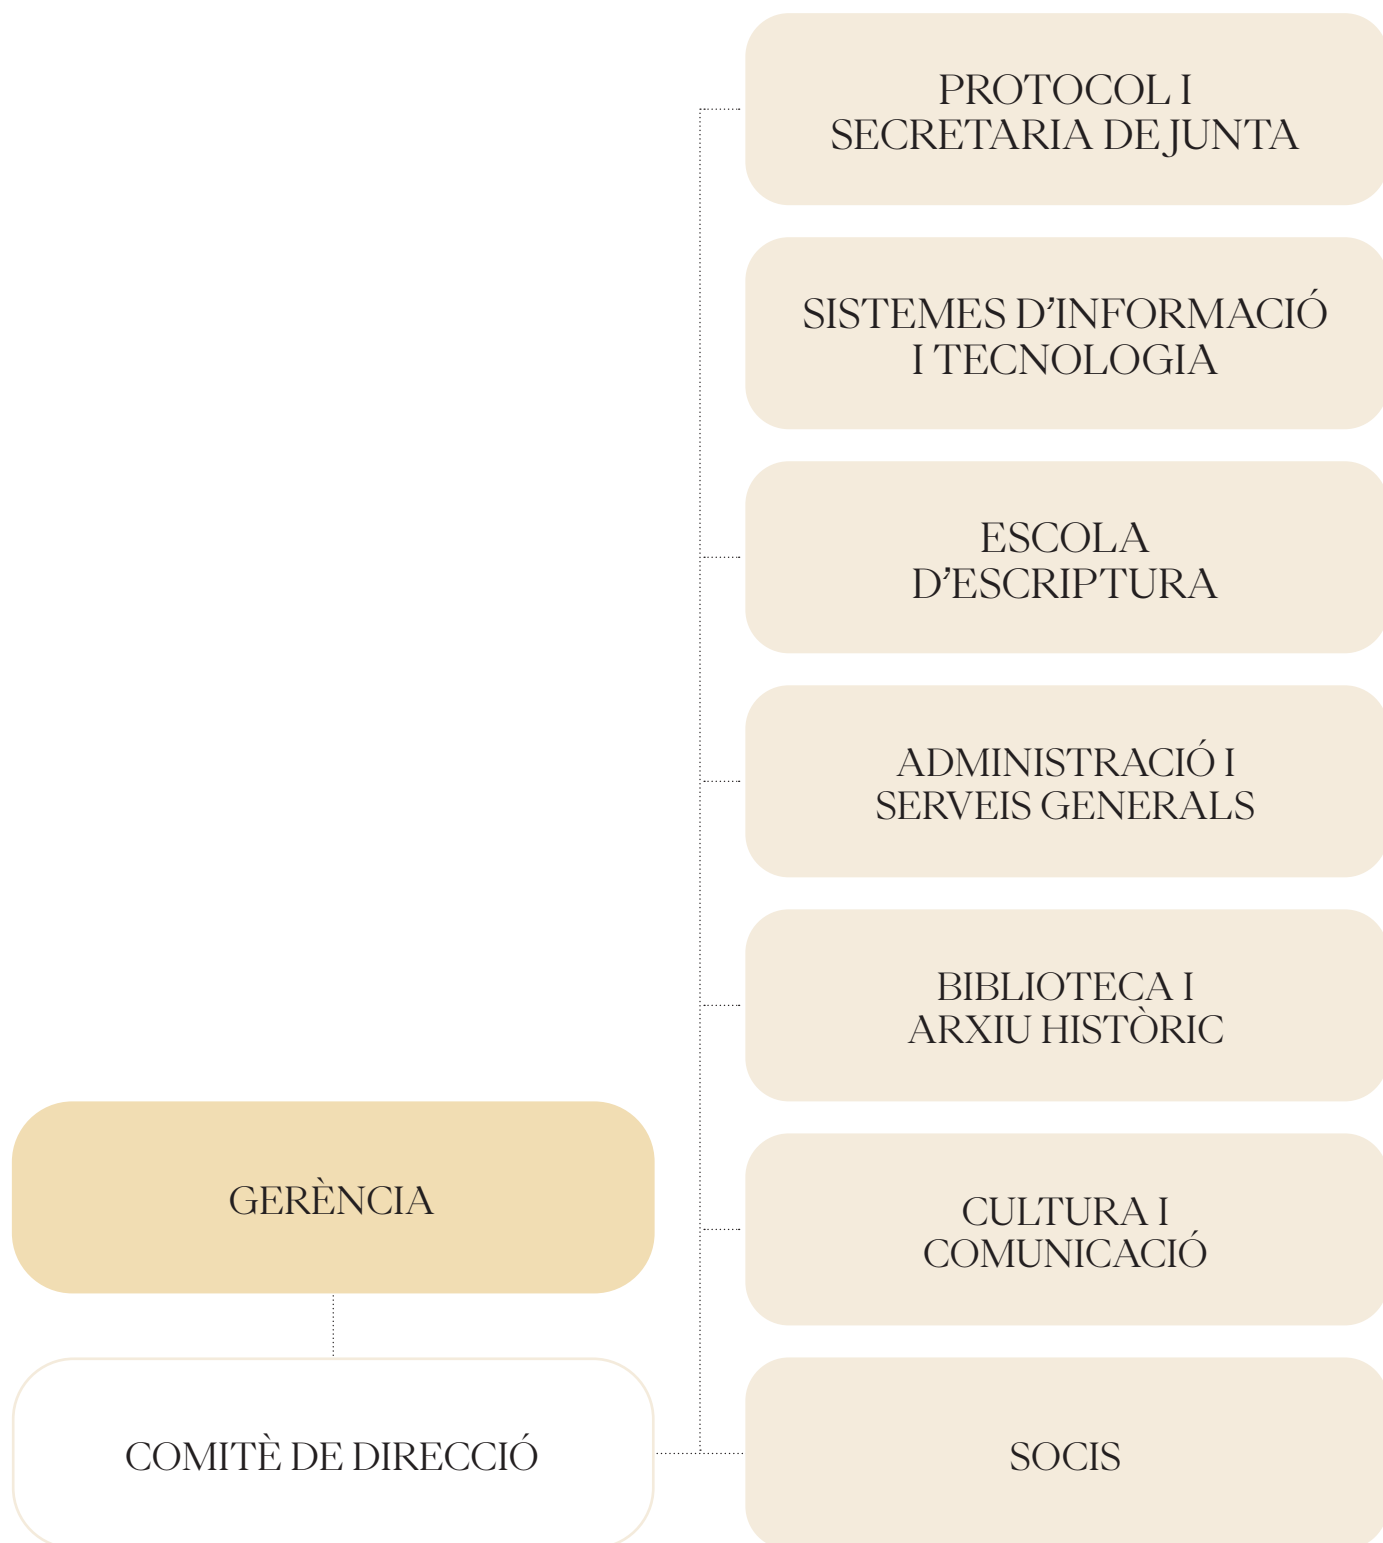 PROTOCOL I
SECRETARIA DE JUNTA
SISTEMES D'INFORMACIÓ
I TECNOLOGIA
ESCOLA
D'ESCRIPTURA
ADMINISTRACIÓ I
SERVEIS GENERALS
BIBLIOTECA I
ARXIU HISTÒRIC
GERÈNCIA
CULTURA I
COMUNICACIÓ
COMITÈ DE DIRECCIÓ
SOCIS